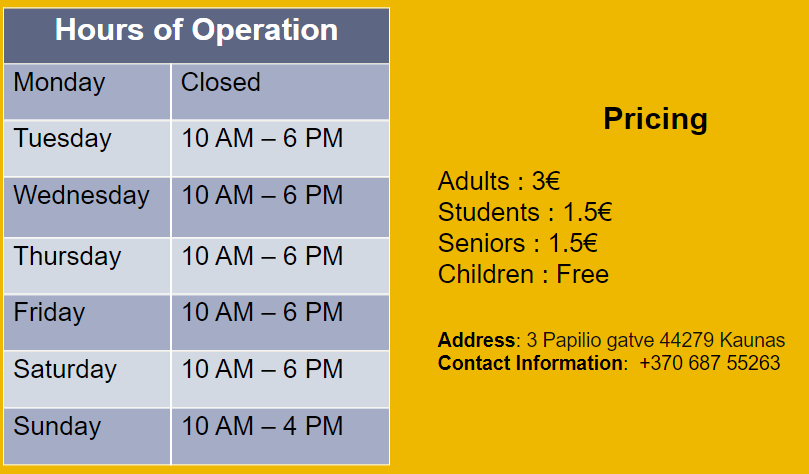 Hours of Operation
Monday Closed
Tuesday 10 AM – 6 PM
Wednesday 10 AM – 6 PM
Thursday 10 AM – 6 PM
Friday 10 AM – 6 PM
Saturday 10 AM – 6 PM
Sunday 10 AM – 4 PM
Pricing
Adults : 3€
Students : 1.5€
Seniors : 1.5€
Children : Free
Address: 3 Papilio gatve 44279 Kaunas
Contact Information: +370 687 55263